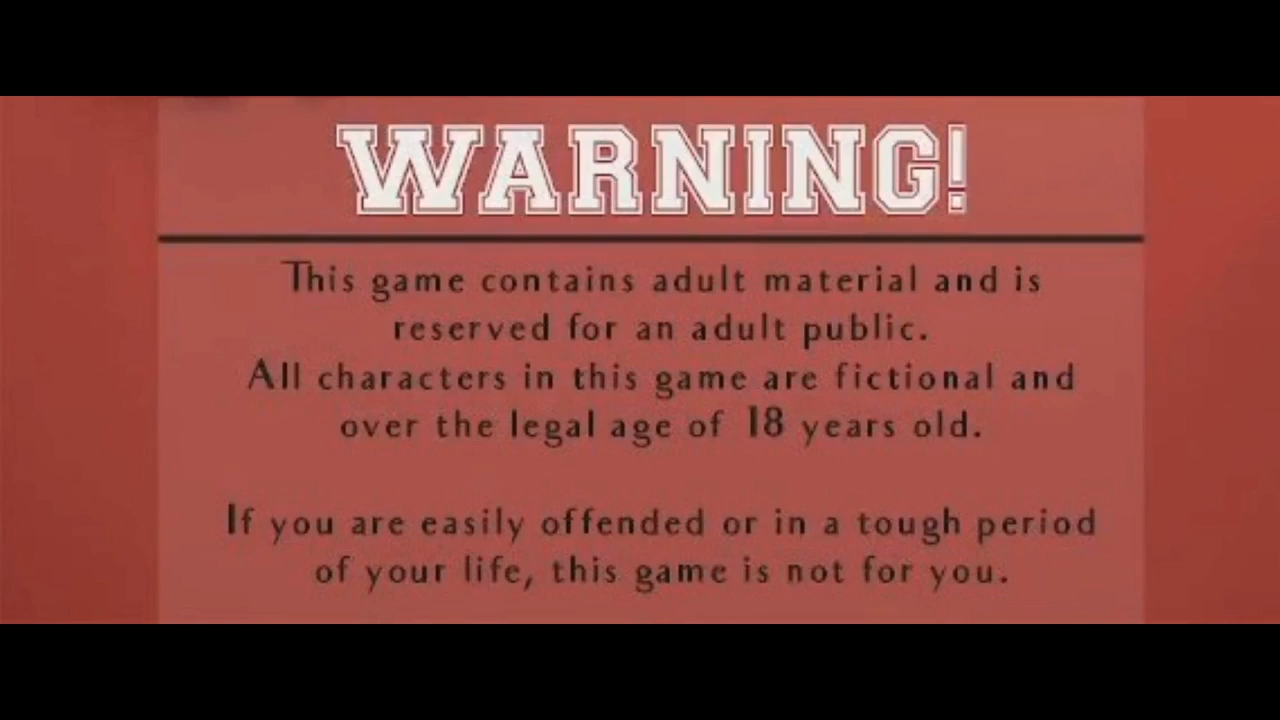 WARNING!
This game contains adult material and is
reserved for an adult public.
All characters in this game are fictional and
over the legal age of 18 years old.
If you are easily offended or in a tough period
of your life, this game is not for you.